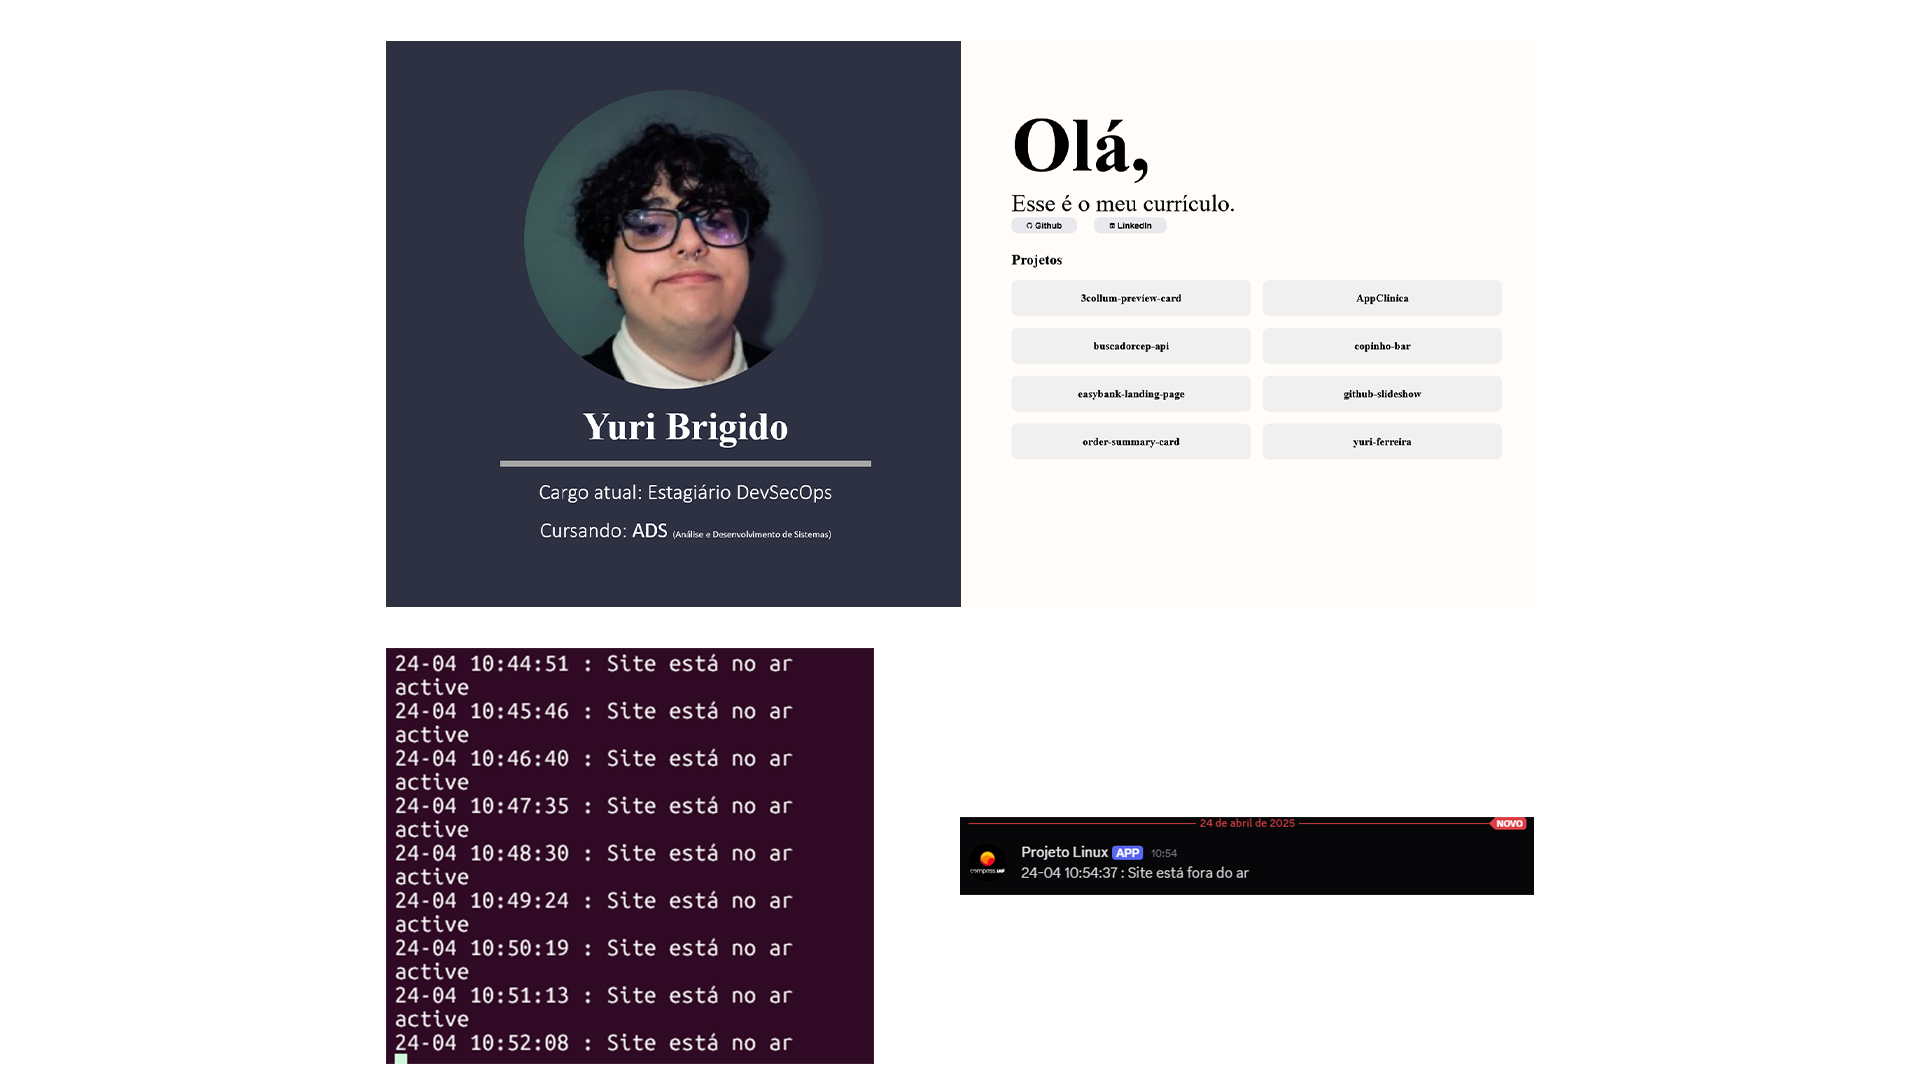 Yuri Brigido
Cargo atual: Estagiário DevSecOps
Cursando: ADS (Análise e Desenvolvimento de Sistemas)
Olá,
Esse é o meu currículo.
Github
LinkedIn
Projetos
3collum-preview-card
AppClinica
buscadorcep-api
copinho-bar
easybank-landing-page
github-slideshow
order-summary-card
yuri-ferreira
24-04 10:44:51 : Site está no ar
active
24-04 10:45:46 : Site está no ar
active
24-04 10:46:40 : Site está no ar
active
24-04 10:47:35 : Site está no ar
active
24-04 10:48:30 : Site está no ar
active
24-04 10:49:24 : Site está no ar
active
24-04 10:50:19 : Site está no ar
active
24-04 10:51:13 : Site está no ar
active
24-04 10:52:08 : Site está no ar
24 de abril de 2025
NOVO
Projeto Linux APP 10:54
24-04 10:54:37 : Site está fora do ar
compass.uol